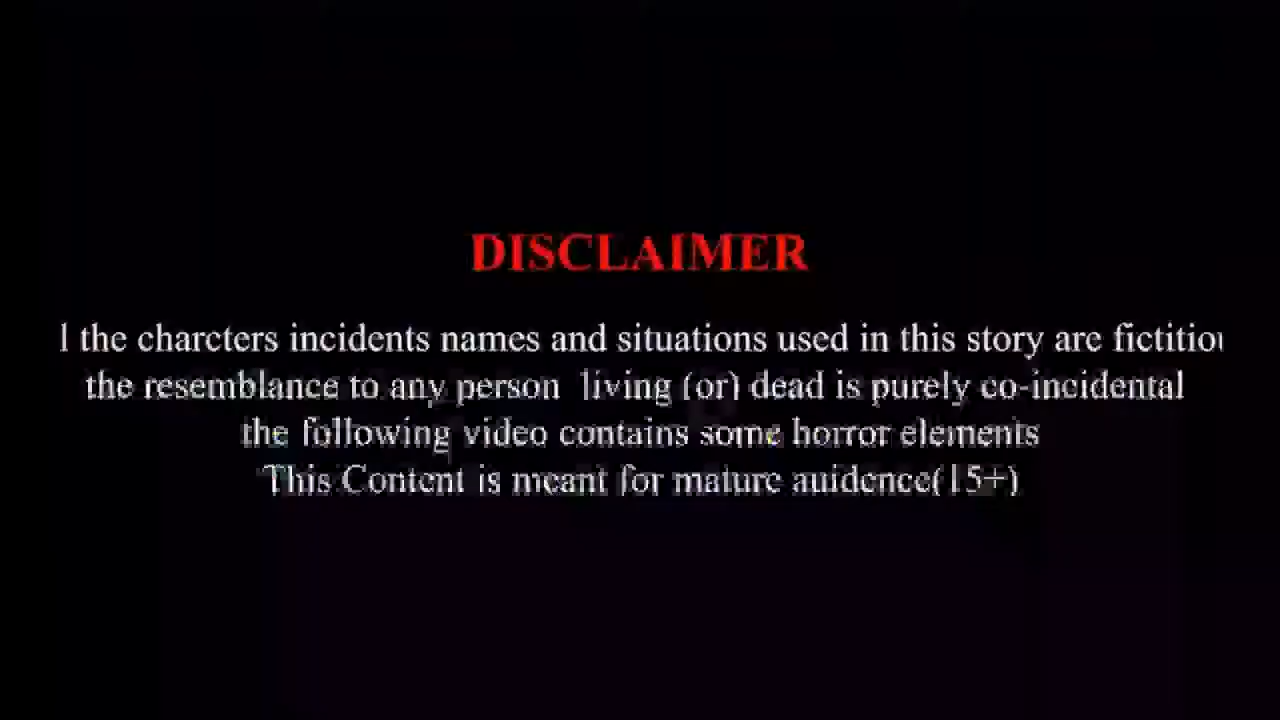 DISCLAIMER
l the charcters incidents names and situations used in this story are fictitiou
the resemblance to any person living (or) dead is purely co-incidental
the following video contains some horror elements
This Content is meant for mature auidence(15+)